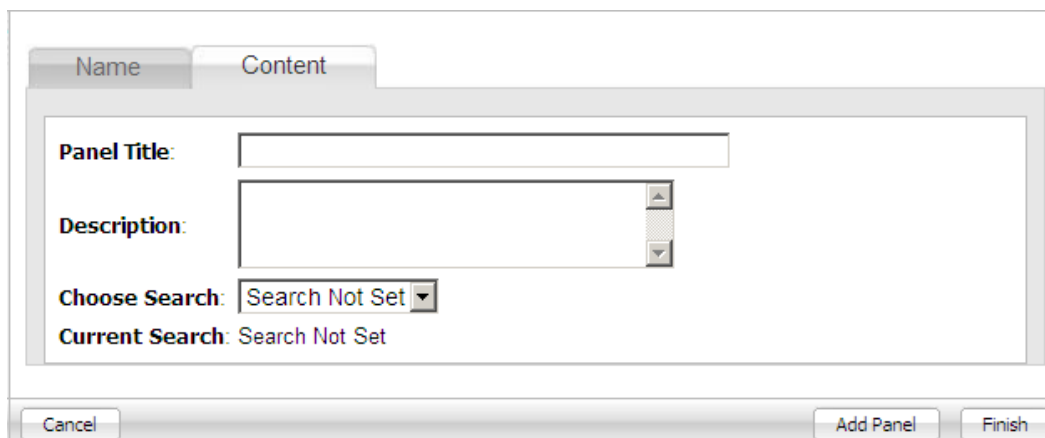 Name Content
Panel Title:
Description:
Choose Search: Search Not Set
Current Search: Search Not Set
Cancel Add Panel Finish